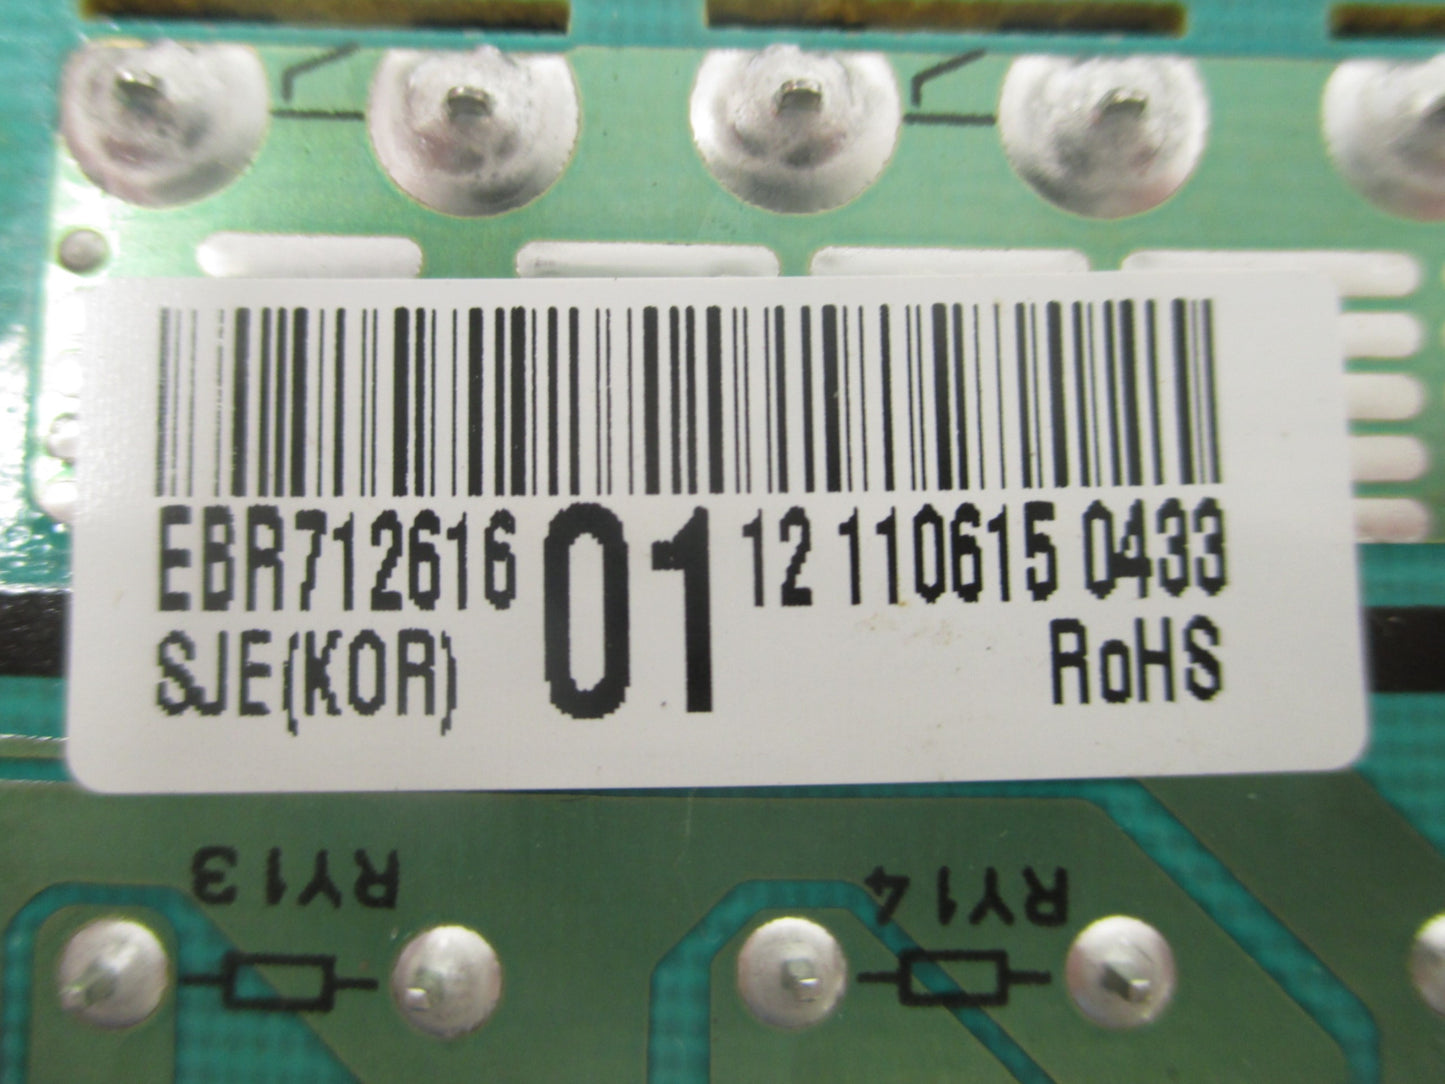 EBR712616 01 12 110615 0433
SJE(KOR) RoHS
RY13 RY14